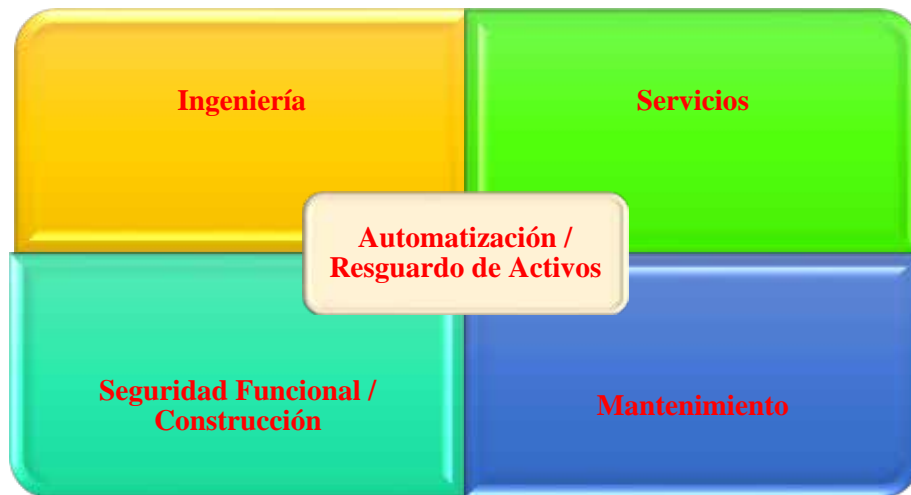 Ingeniería
Servicios
Automatización /
Resguardo de Activos
Seguridad Funcional /
Construcción
Mantenimiento